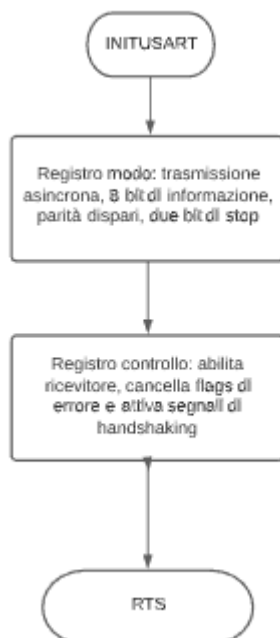 INITUSART
Registro modo: trasmissione
asincrona, 8 bit di informazione,
parità dispari, due bit di stop
Registro controllo: abilita
ricevitore, cancella flags di
errore e attiva segnali di
handshaking
RTS